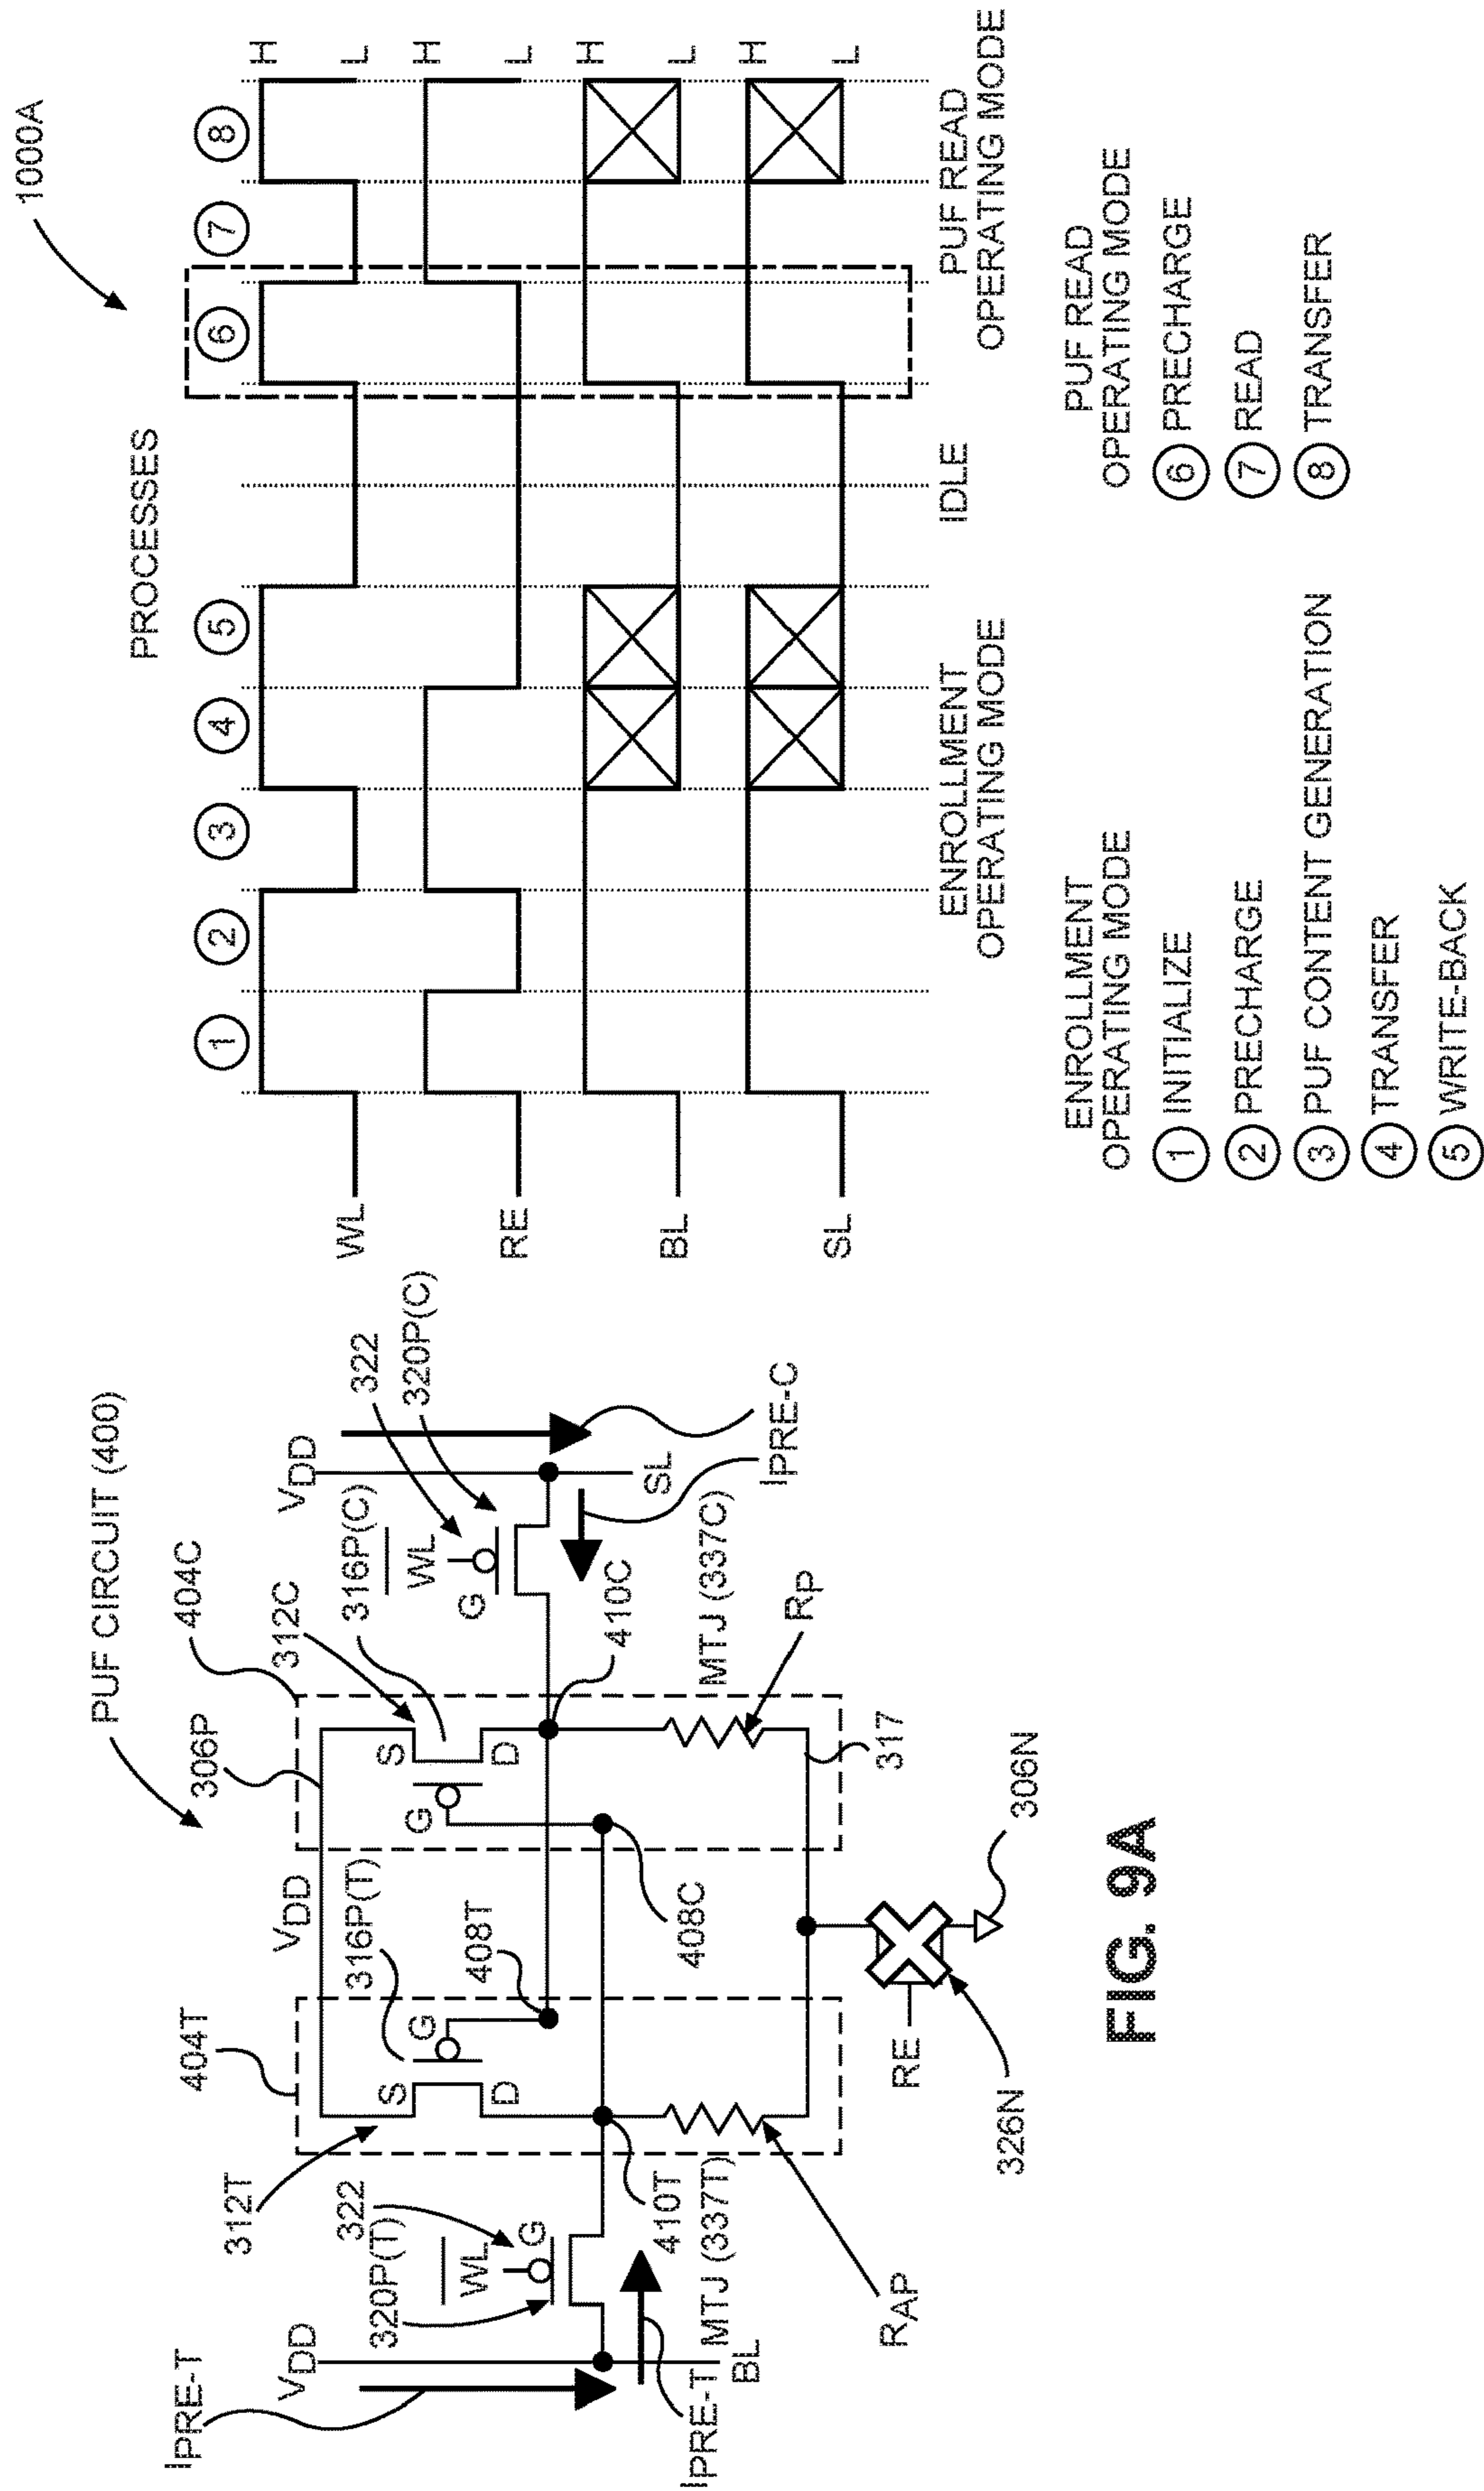 PUF CIRCUIT (400)
306P
404C
404T
312C
312T
316P(C)
316P(T)
VDD
VDD
VDD
IPRE-T
IPRE-T
IPRE-C
322
322
320P(C)
320P(T)
WL
WL
G
G
G
G
S
S
D
D
408T
408C
410C
410T
MTJ (337C)
MTJ (337T)
SL
BL
RP
RAP
317
RE
326N
306N
1000A
PROCESSES
1 2 3 4 5 6 7 8
WL
H
L
RE
H
L
BL
H
L
SL
H
L
ENROLLMENT
OPERATING MODE
IDLE
PUF READ
OPERATING MODE
ENROLLMENT
OPERATING MODE
1 INITIALIZE
2 PRECHARGE
3 PUF CONTENT GENERATION
4 TRANSFER
5 WRITE-BACK
PUF READ
OPERATING MODE
6 PRECHARGE
7 READ
8 TRANSFER
FIG. 9A